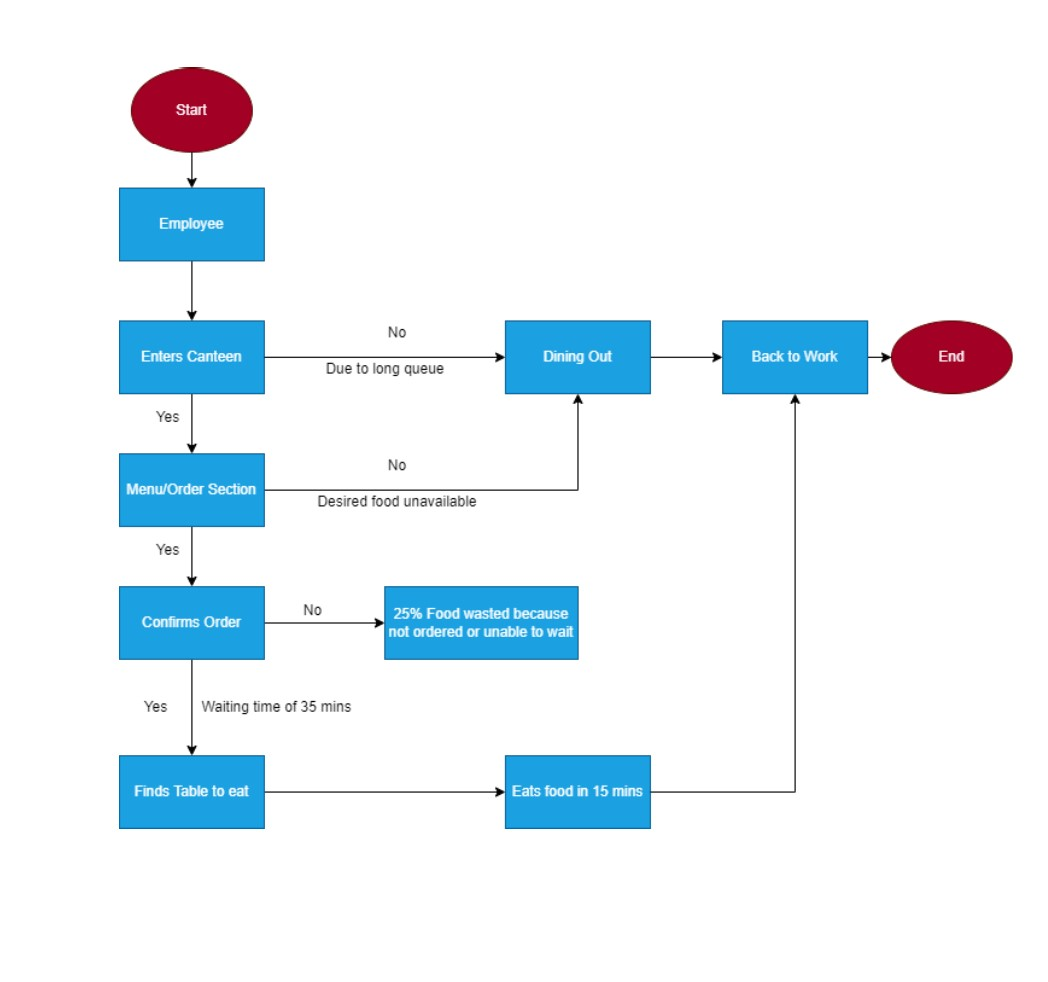 Start
Employee
Enters Canteen
No
Due to long queue
Dining Out
Back to Work
End
Yes
Menu/Order Section
No
Desired food unavailable
Yes
Confirms Order
No
25% Food wasted because
not ordered or unable to wait
Yes
Waiting time of 35 mins
Finds Table to eat
Eats food in 15 mins